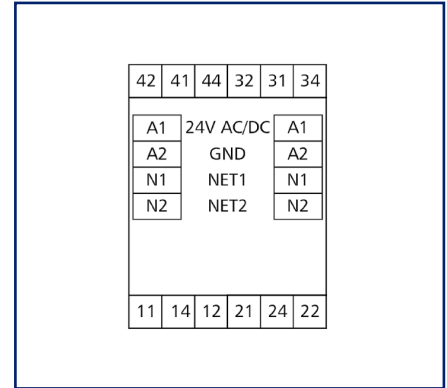 42 41 44 32 31 34
A1 24V AC/DC A1
A2 GND A2
N1 NET1 N1
N2 NET2 N2
11 14 12 21 24 22